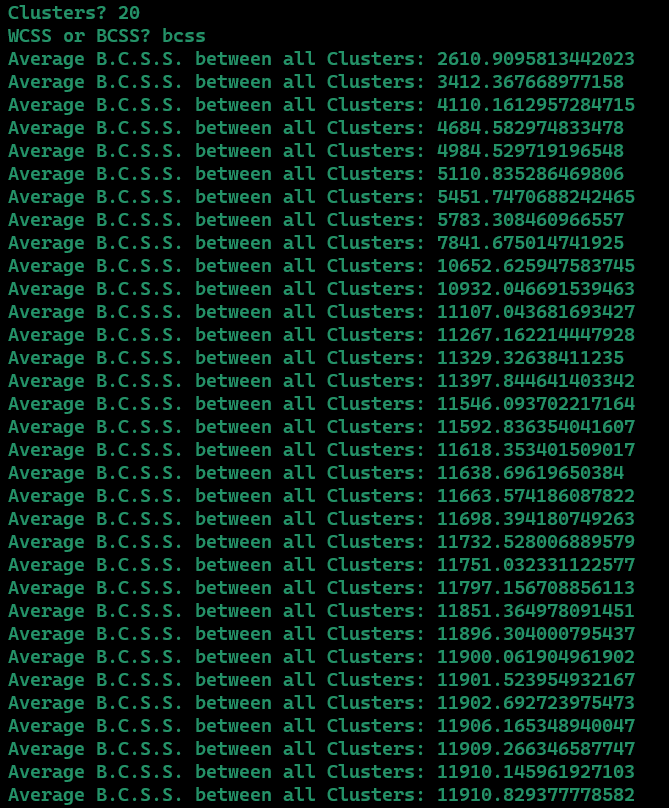 Clusters? 20
WCSS or BCSS? bcss
Average B.C.S.S. between all Clusters: 2610.9095813442023
Average B.C.S.S. between all Clusters: 3412.367668977158
Average B.C.S.S. between all Clusters: 4110.1612957284715
Average B.C.S.S. between all Clusters: 4684.582974833478
Average B.C.S.S. between all Clusters: 4984.529719196548
Average B.C.S.S. between all Clusters: 5110.835286469806
Average B.C.S.S. between all Clusters: 5451.7470688242465
Average B.C.S.S. between all Clusters: 5783.308460966557
Average B.C.S.S. between all Clusters: 7841.675014741925
Average B.C.S.S. between all Clusters: 10652.625947583745
Average B.C.S.S. between all Clusters: 10932.046691539463
Average B.C.S.S. between all Clusters: 11107.043681693427
Average B.C.S.S. between all Clusters: 11267.162214447928
Average B.C.S.S. between all Clusters: 11329.32638411235
Average B.C.S.S. between all Clusters: 11397.844641403342
Average B.C.S.S. between all Clusters: 11546.093702217164
Average B.C.S.S. between all Clusters: 11592.836354041607
Average B.C.S.S. between all Clusters: 11618.353401509017
Average B.C.S.S. between all Clusters: 11638.69619650384
Average B.C.S.S. between all Clusters: 11663.574186087822
Average B.C.S.S. between all Clusters: 11698.394180749263
Average B.C.S.S. between all Clusters: 11732.528006889579
Average B.C.S.S. between all Clusters: 11751.032331122577
Average B.C.S.S. between all Clusters: 11797.156708856113
Average B.C.S.S. between all Clusters: 11851.364978091451
Average B.C.S.S. between all Clusters: 11896.304000795437
Average B.C.S.S. between all Clusters: 11900.061904961902
Average B.C.S.S. between all Clusters: 11901.523954932167
Average B.C.S.S. between all Clusters: 11902.692723975473
Average B.C.S.S. between all Clusters: 11906.165348940047
Average B.C.S.S. between all Clusters: 11909.266346587747
Average B.C.S.S. between all Clusters: 11910.145961927103
Average B.C.S.S. between all Clusters: 11910.829377778582